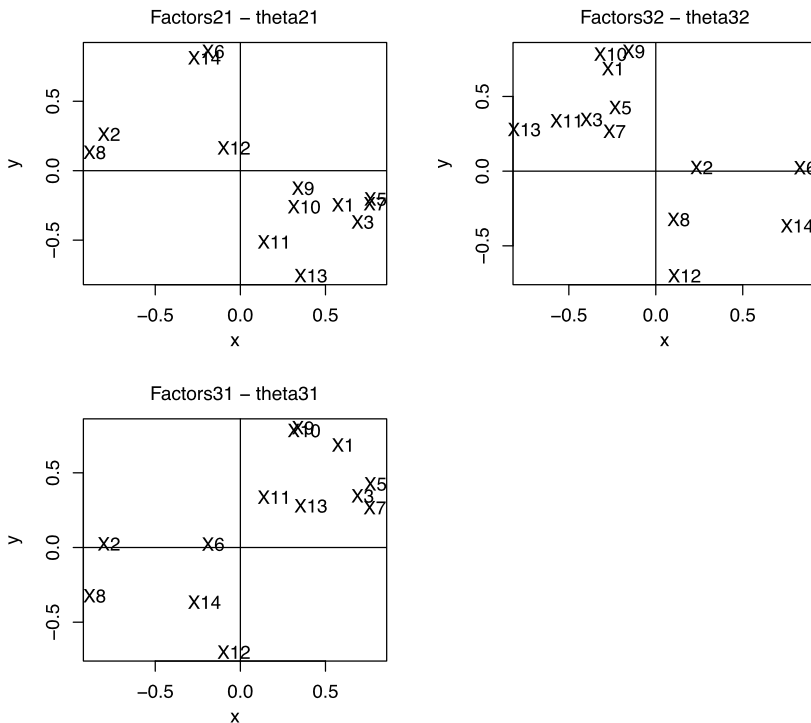 Factors21 − theta21
X6
X14
X2
X8
X12
X9
X10
X1
X5
X7
X3
X11
X13
0.5
0.0
−0.5
y
−0.5 0.0 0.5
x
Factors32 − theta32
X9
X10
X1
X5
X3
X11
X7
X13
X2
X6
X8
X14
X12
0.5
0.0
−0.5
y
−0.5 0.0 0.5
x
Factors31 − theta31
X9
X10
X1
X5
X3
X11
X13
X7
X2
X6
X8
X14
X12
0.5
0.0
−0.5
y
−0.5 0.0 0.5
x